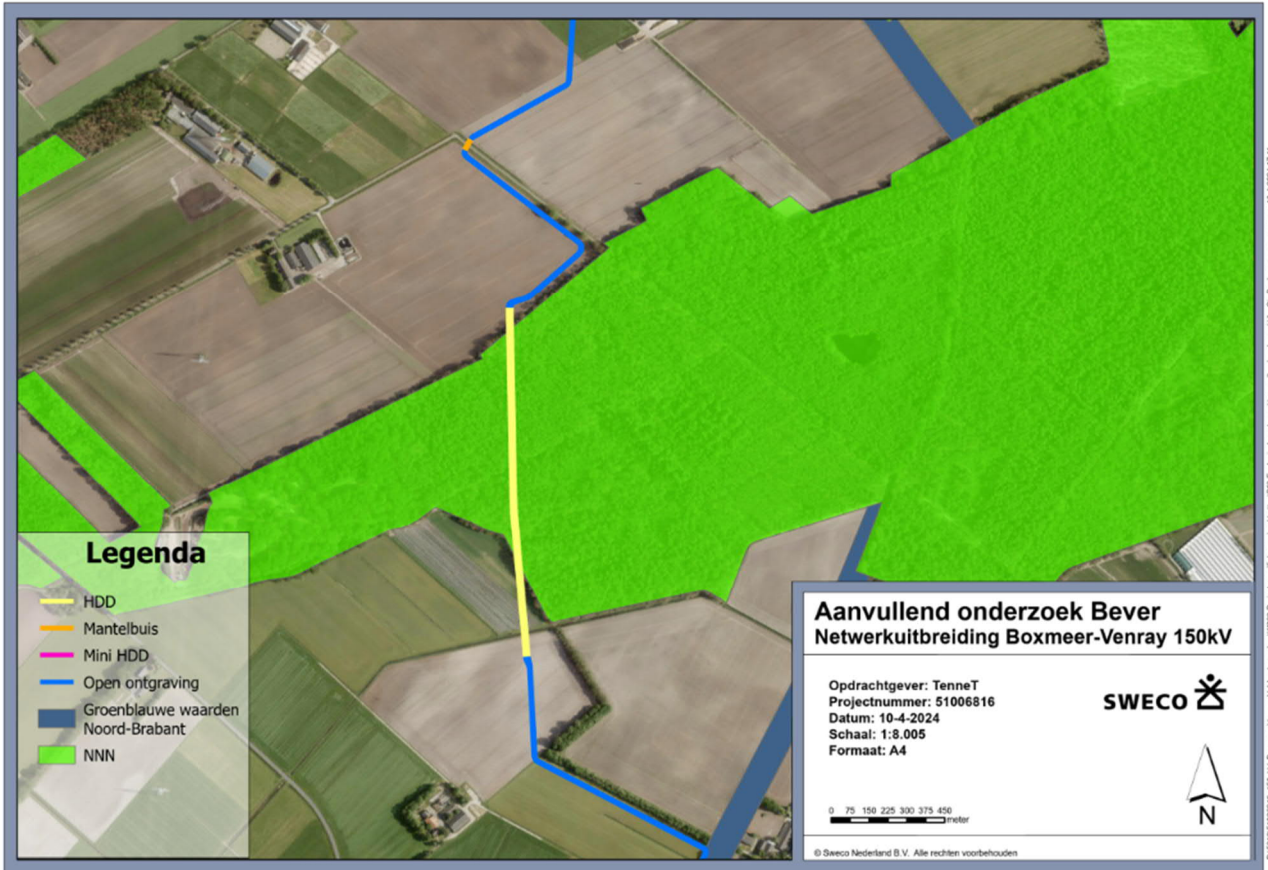 Legenda
HDD
Mantelbuis
Mini HDD
Open ontgraving
Groenblauwe waarden
Noord-Brabant
NNN
Aanvullend onderzoek Bever
Netwerkuitbreiding Boxmeer-Venray 150kV
Opdrachtgever: TenneT
Projectnummer: 51006816
Datum: 10-4-2024
Schaal: 1:8.005
Formaat: A4
SWECO
0 75 150 225 300 375 450
meter
N
© Sweco Nederland B.V. Alle rechten voorbehouden